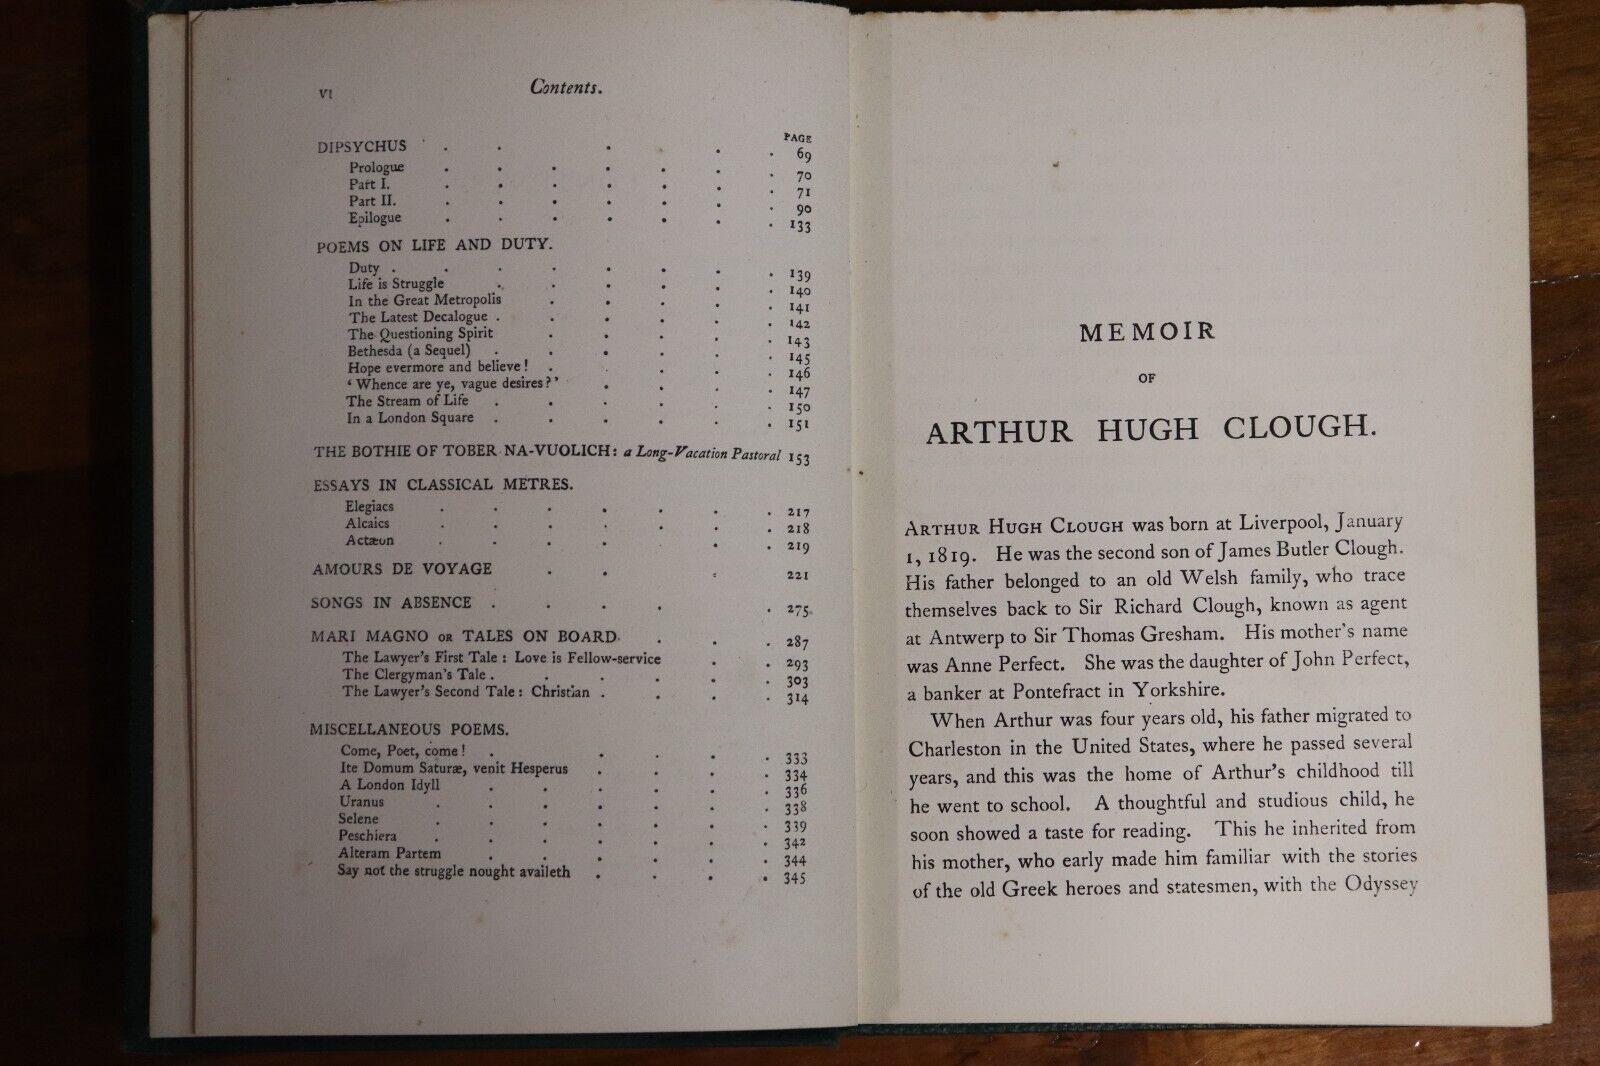 VI
Contents.
PAGE
DIPSYCHUS . . . . . 69
Prologue . . . . . . . 70
Part I. . . . . . . . 71
Part II. . . . . . . . 90
Epilogue . . . . . . . 133
POEMS ON LIFE AND DUTY.
Duty . . . . . . . . 139
Life is Struggle . . . . . . 140
In the Great Metropolis . . . . . 141
The Latest Decalogue . . . . . . 142
The Questioning Spirit . . . . . 143
Bethesda (a Sequel) . . . . . . 145
Hope evermore and believe! . . . . . 146
‘Whence are ye, vague desires?’ . . . . 147
The Stream of Life . . . . . . 150
In a London Square . . . . . . 151
THE BOTHIE OF TOBER-NA-VUOLICH: a Long-Vacation Pastoral 153
ESSAYS IN CLASSICAL METRES.
Elegiacs . . . . . . . 217
Alcaics . . . . . . . 218
Actæon . . . . . . 219
AMOURS DE VOYAGE . . . 221
SONGS IN ABSENCE . . . . . 275
MARI MAGNO OR TALES ON BOARD . . . 287
The Lawyer's First Tale: Love is Fellow-service . . 293
The Clergyman's Tale . . . . . . 303
The Lawyer's Second Tale: Christian . . . . 314
MISCELLANEOUS POEMS.
Come, Poet, come! . . . . . 333
Ite Domum Saturæ, venit Hesperus . . . . 334
A London Idyll . . . . . . 336
Uranus . . . . . . . 338
Selene . . . . . . . 339
Peschiera . . . . . . . 342
Alteram Partem . . . . . . 344
Say not the struggle nought availeth . . . . 345
MEMOIR
OF
ARTHUR HUGH CLOUGH.
ARTHUR HUGH CLOUGH was born at Liverpool, January
1, 1819. He was the second son of James Butler Clough.
His father belonged to an old Welsh family, who trace
themselves back to Sir Richard Clough, known as agent
at Antwerp to Sir Thomas Gresham. His mother's name
was Anne Perfect. She was the daughter of John Perfect,
a banker at Pontefract in Yorkshire.
When Arthur was four years old, his father migrated to
Charleston in the United States, where he passed several
years, and this was the home of Arthur's childhood till
he went to school. A thoughtful and studious child, he
soon showed a taste for reading. This he inherited from
his mother, who early made him familiar with the stories
of the old Greek heroes and statesmen, with the Odyssey